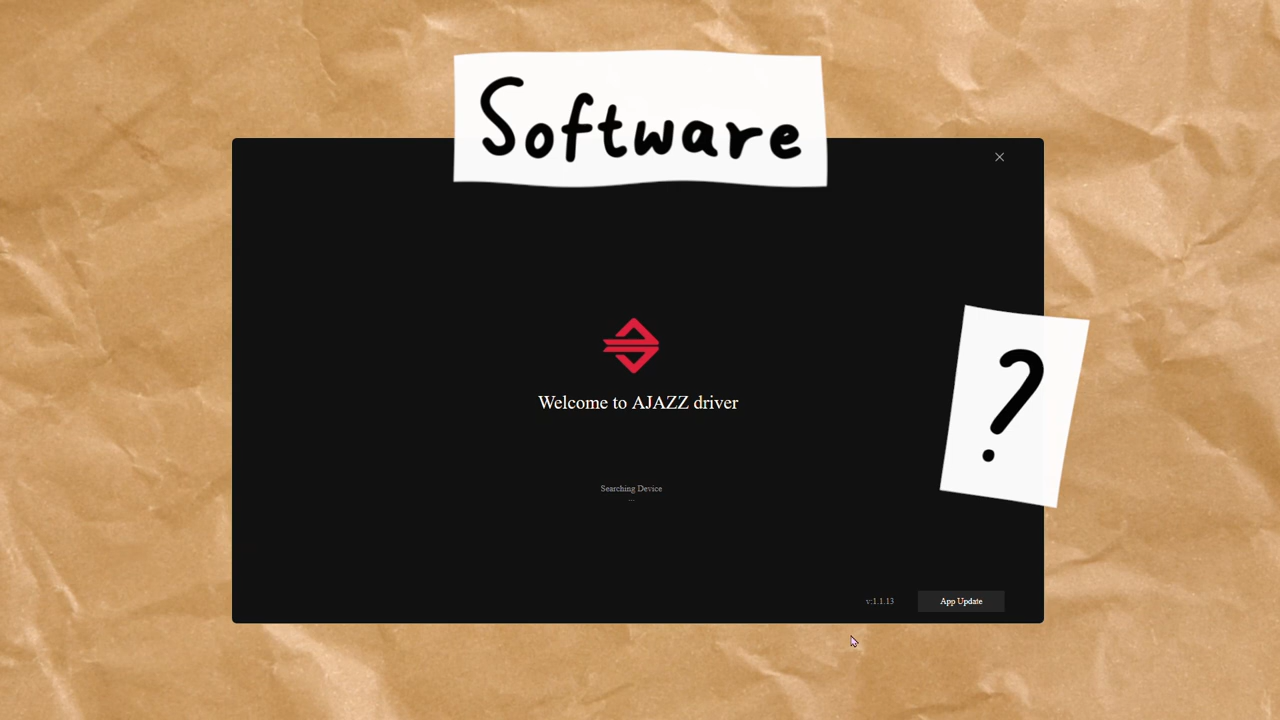 Software
Welcome to AJAZZ driver
?
Searching Device
...
v:1.1.13
App Update